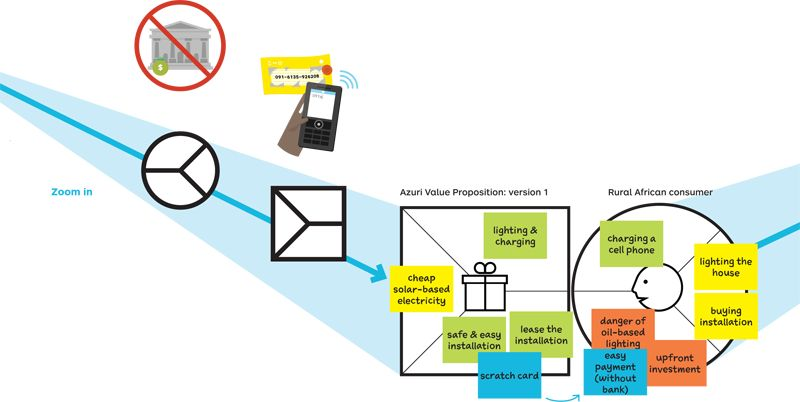 091-6135-926208
Zoom in
Azuri Value Proposition: version 1
Rural African consumer
lighting &
charging
cheap
solar-based
electricity
safe & easy
installation
lease the
installation
scratch card
charging a
cell phone
lighting the
house
buying
installation
danger of
oil-based
lighting
easy
payment
(without
bank)
upfront
investment
$